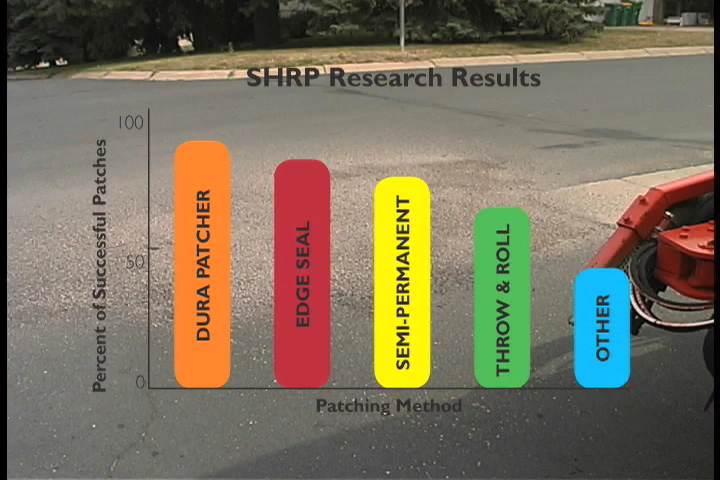 SHRP Research Results
Percent of Successful Patches
100
50
0
DURA PATCHER
EDGE SEAL
SEMI-PERMANENT
THROW & ROLL
OTHER
Patching Method